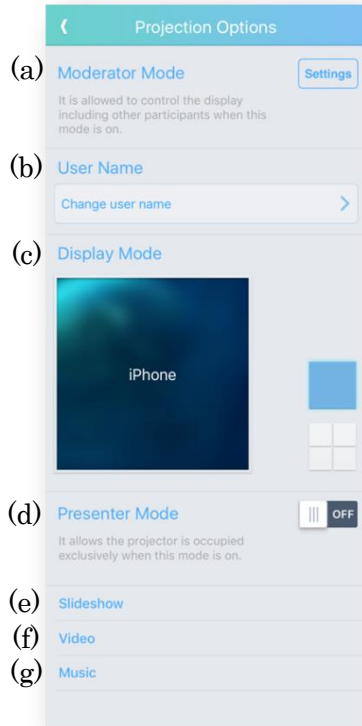 Projection Options
(a) Moderator Mode Settings
It is allowed to control the display
including other participants when this
mode is on.
(b) User Name
Change user name
(c) Display Mode
iPhone
(d) Presenter Mode OFF
It allows the projector is occupied
exclusively when this mode is on.
(e) Slideshow
(f) Video
(g) Music